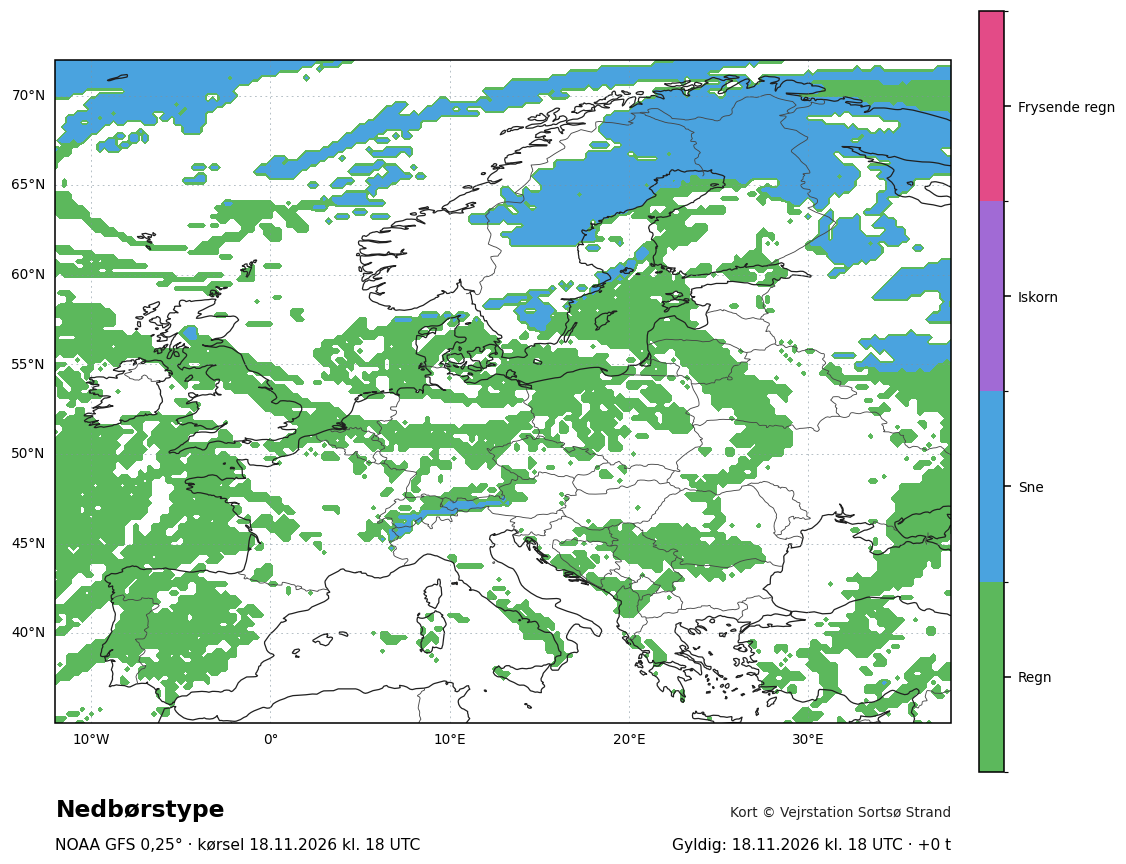 70°N
65°N
60°N
55°N
50°N
45°N
40°N
10°W
0°
10°E
20°E
30°E
Frysende regn
Iskorn
Sne
Regn
Nedbørstype
Kort © Vejrstation Sortsø Strand
NOAA GFS 0,25° · kørsel 18.11.2026 kl. 18 UTC
Gyldig: 18.11.2026 kl. 18 UTC · +0 t